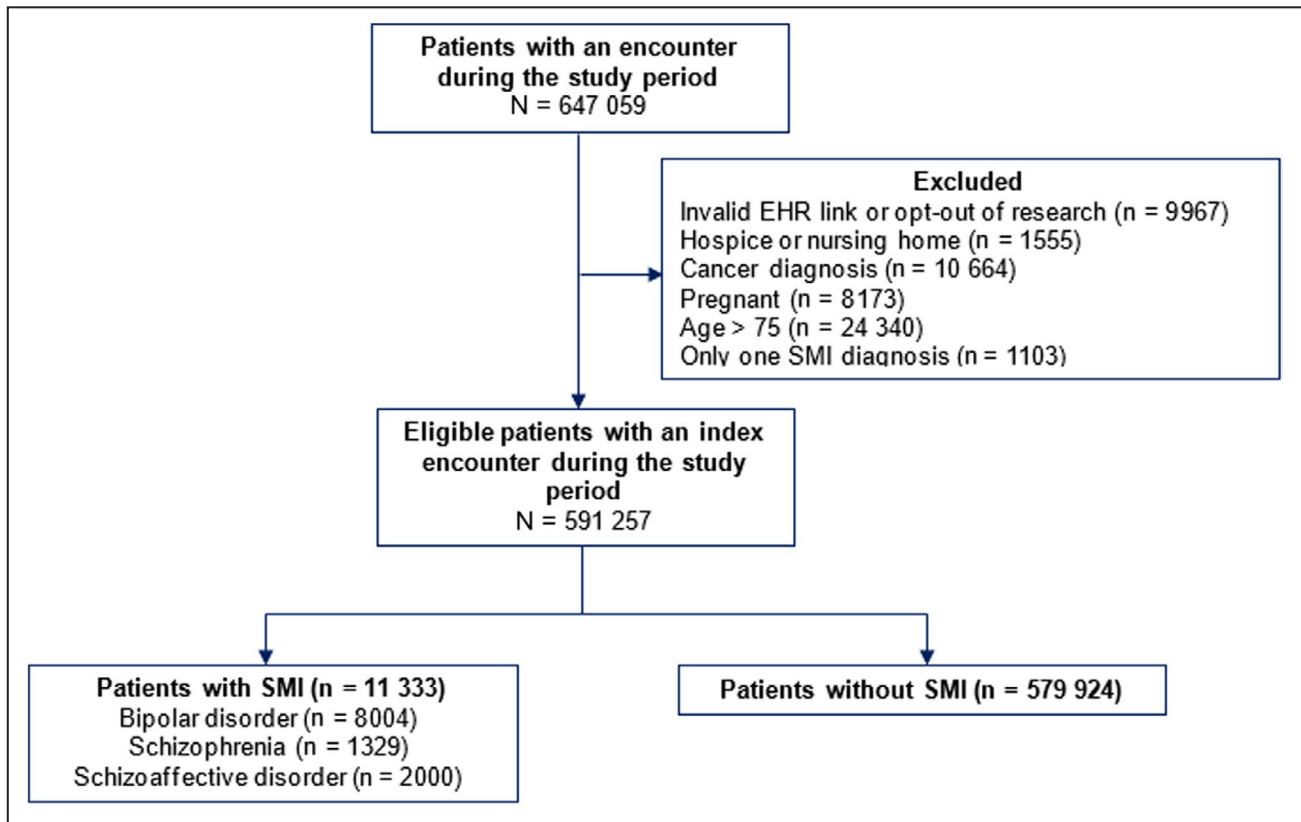 Patients with an encounter
during the study period
N = 647 059
Excluded
Invalid EHR link or opt-out of research (n = 9967)
Hospice or nursing home (n = 1555)
Cancer diagnosis (n = 10 664)
Pregnant (n = 8173)
Age > 75 (n = 24 340)
Only one SMI diagnosis (n = 1103)
Eligible patients with an index
encounter during the study
period
N = 591 257
Patients with SMI (n = 11 333)
Bipolar disorder (n = 8004)
Schizophrenia (n = 1329)
Schizoaffective disorder (n = 2000)
Patients without SMI (n = 579 924)